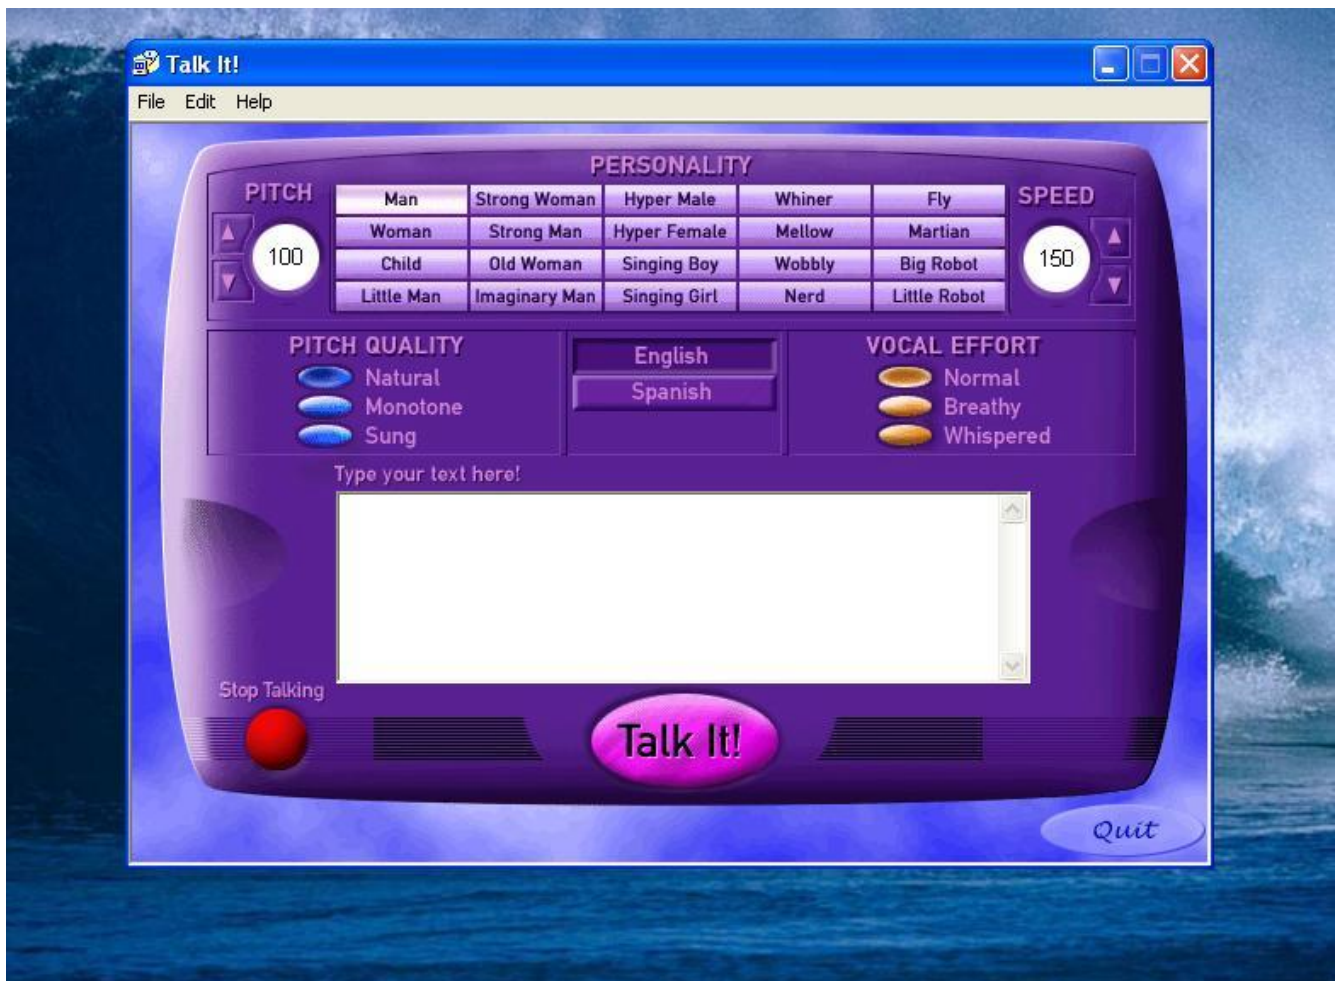 Talk It!
File Edit Help
PERSONALITY
PITCH
SPEED
100
150
Man Strong Woman Hyper Male Whiner Fly
Woman Strong Man Hyper Female Mellow Martian
Child Old Woman Singing Boy Wobbly Big Robot
Little Man Imaginary Man Singing Girl Nerd Little Robot
PITCH QUALITY
Natural
Monotone
Sung
English
Spanish
VOCAL EFFORT
Normal
Breathy
Whispered
Type your text here!
Stop Talking
Talk It!
Quit